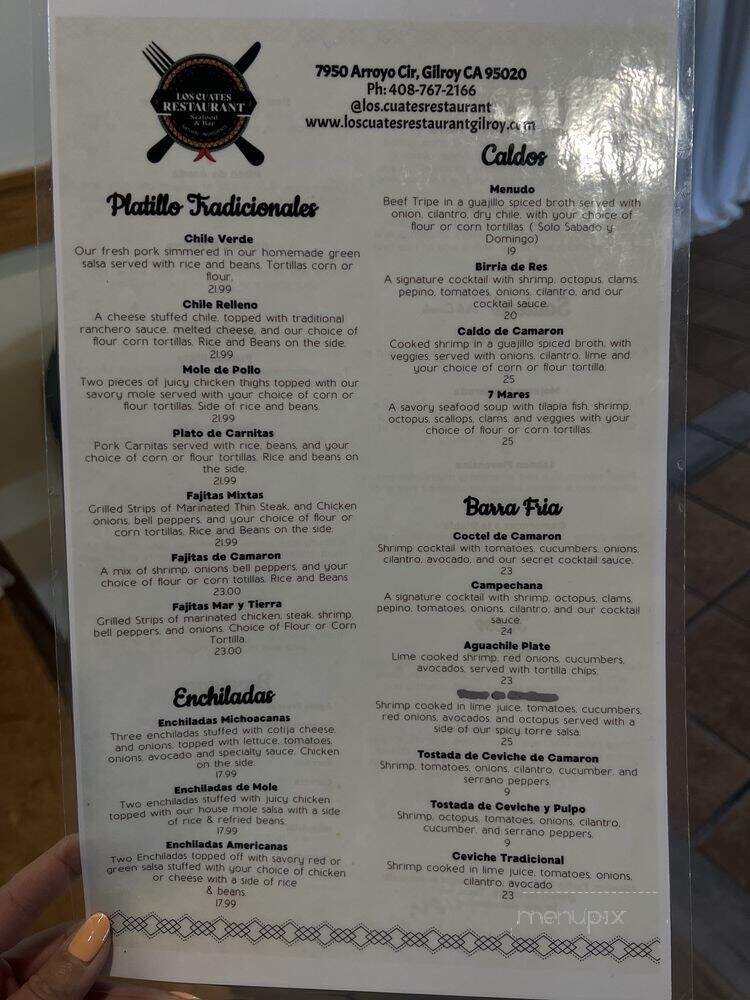 LOS CUATES
RESTAURANT
Seafood
& Bar
7950 Arroyo Cir, Gilroy CA 95020
Ph: 408-767-2166
@los.cuatesrestaurant
www.loscuatesrestaurantgilroy.com
Platillo Tradicionales
Chile Verde
Our fresh pork simmered in our homemade green
salsa served with rice and beans. Tortillas corn or
flour.
21.99
Chile Relleno
A cheese stuffed chile, topped with traditional
ranchero sauce, melted cheese, and our choice of
flour corn tortillas. Rice and Beans on the side.
21.99
Mole de Pollo
Two pieces of juicy chicken thighs topped with our
savory mole served with your choice of corn or
flour tortillas. Side of rice and beans.
21.99
Plato de Carnitas
Pork Carnitas served with rice, beans, and your
choice of corn or flour tortillas. Rice and beans on
the side.
21.99
Fajitas Mixtas
Grilled Strips of Marinated Thin Steak, and Chicken
onions, bell peppers, and your choice of flour or
corn tortillas. Rice and Beans on the side.
21.99
Fajitas de Camaron
A mix of shrimp, onions bell peppers, and your
choice of flour or corn totillas. Rice and Beans
23.00
Fajitas Mar y Tierra
Grilled Strips of marinated chicken, steak, shrimp,
bell peppers, and onions. Choice of Flour or Corn
Tortilla.
23.00
Enchiladas
Enchiladas Michoacanas
Three enchiladas stuffed with cotija cheese,
and onions, topped with lettuce, tomatoes,
onions, avocado and specialty sauce. Chicken
on the side.
17.99
Enchiladas de Mole
Two enchiladas stuffed with juicy chicken
topped with our house mole salsa with a side
of rice & refried beans.
17.99
Enchiladas Americanas
Two Enchiladas topped off with savory red or
green salsa stuffed with your choice of chicken
or cheese with a side of rice
& beans.
17.99
Caldos
Menudo
Beef Tripe in a guajillo spiced broth served with
onion, cilantro, dry chile, with your choice of
flour or corn tortillas. ( Solo Sabado y
Domingo)
19
Birria de Res
A signature cocktail with shrimp, octopus, clams,
pepino, tomatoes, onions, cilantro, and our
cocktail sauce.
20
Caldo de Camaron
Cooked shrimp in a guajillo spiced broth, with
veggies, served with onions, cilantro, lime and
your choice of corn or flour tortilla.
25
7 Mares
A savory seafood soup with tilapia fish, shrimp,
octopus, scallops, clams, and veggies with your
choice of flour or corn tortillas.
25
Barra Fria
Coctel de Camaron
Shrimp cocktail with tomatoes, cucumbers, onions,
cilantro, avocado, and our secret cocktail sauce.
23
Campechana
A signature cocktail with shrimp, octopus, clams,
pepino, tomatoes, onions, cilantro, and our cocktail
sauce.
24
Aguachile Plate
Lime cooked shrimp, red onions, cucumbers,
avocados, served with tortilla chips.
23
Shrimp cooked in lime juice, tomatoes, cucumbers,
red onions, avocados, and octopus served with a
side of our spicy torre salsa.
25
Tostada de Ceviche de Camaron
Shrimp, tomatoes, onions, cilantro, cucumber, and
serrano peppers.
9
Tostada de Ceviche y Pulpo
Shrimp, octopus, tomatoes, onions, cilantro,
cucumber, and serrano peppers.
9
Ceviche Tradicional
Shrimp cooked in lime juice, tomatoes, onions,
cilantro, avocado
23
menupix